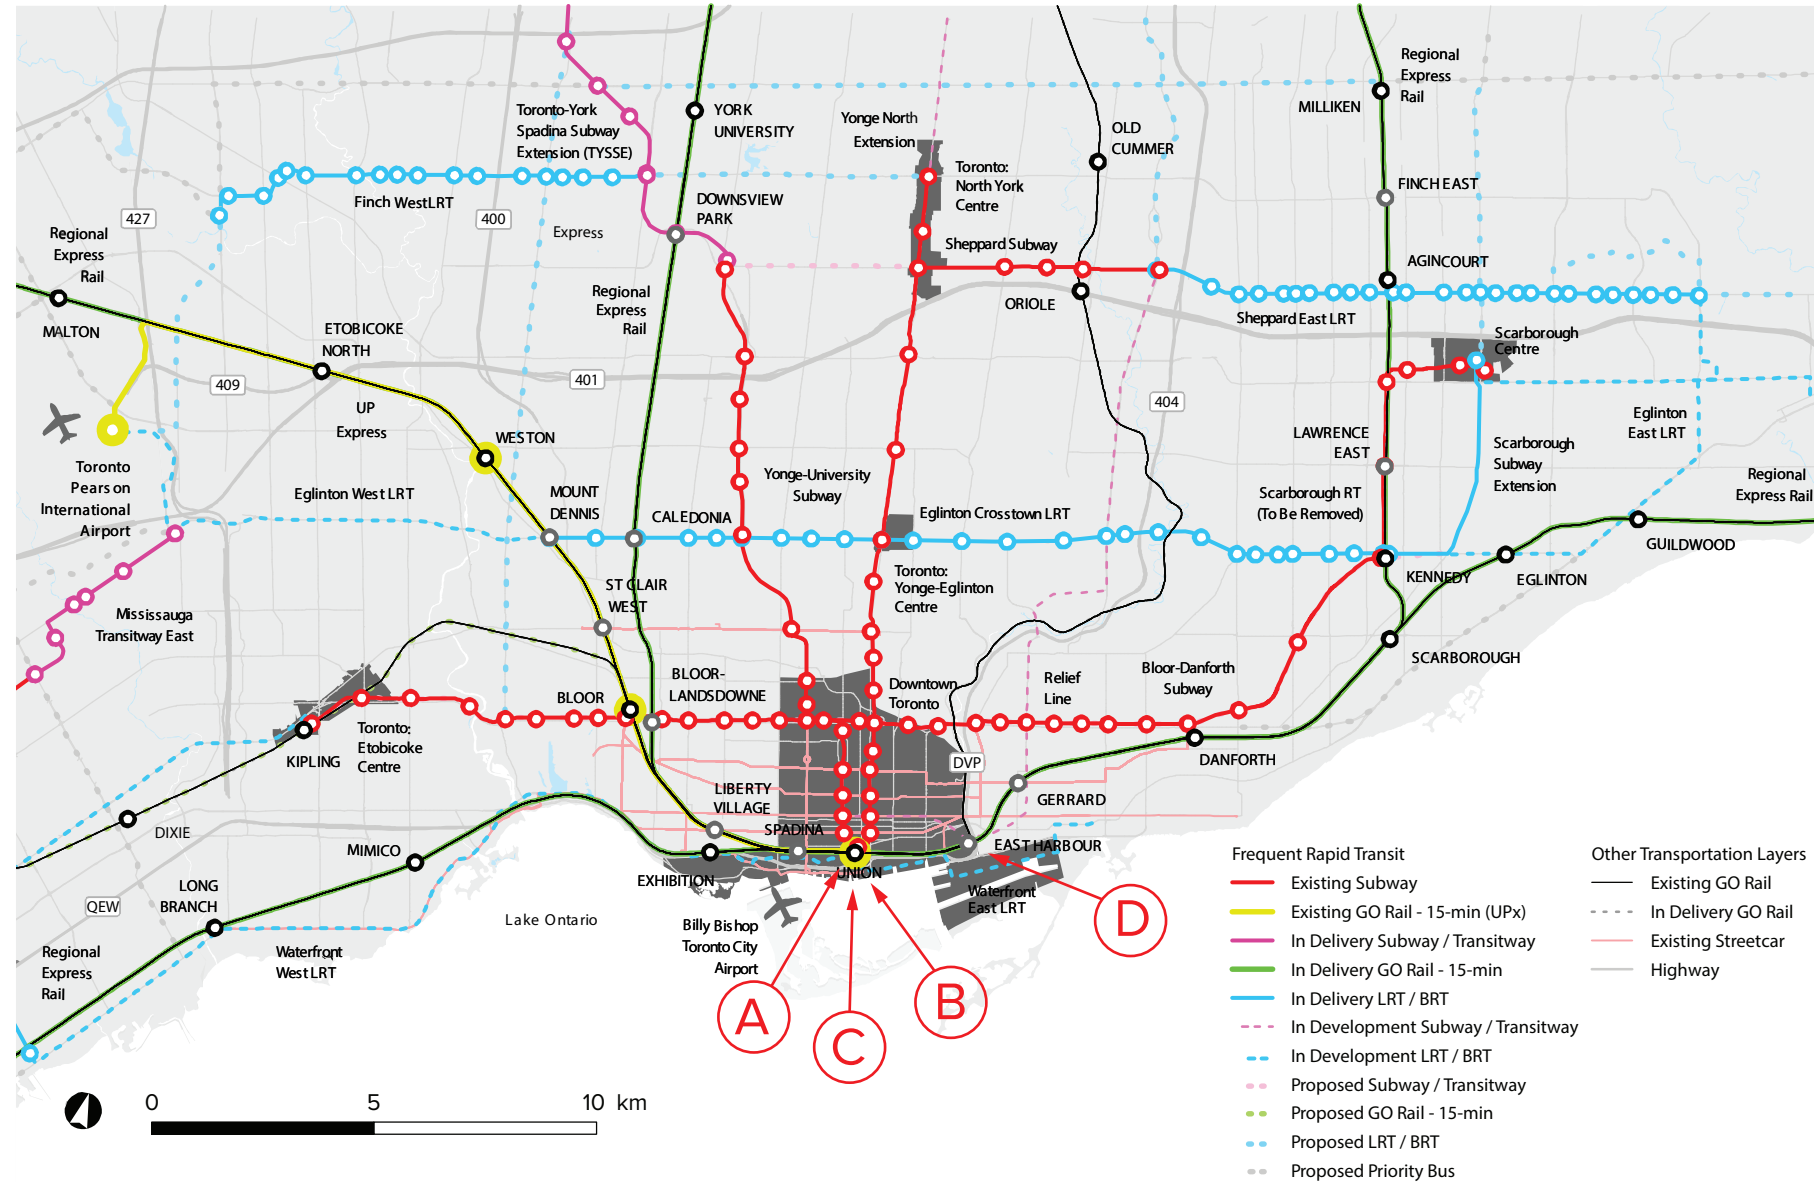 Toronto-York
Spadina Subway
Extension (TYSSE)
YORK
UNIVERSITY
Yonge North
Extension
OLD
CUMMER
MILLIKEN
Regional
Express
Rail
Toronto:
North York
Centre
FINCH EAST
Finch WestLRT
427
400
Express
DOWNSVIEW
PARK
Sheppard Subway
AGINCOURT
Regional
Express
Rail
MALTON
ETOBICOKE
NORTH
Regional
Express
Rail
ORIOLE
Sheppard East LRT
Scarborough
Centre
409
401
404
UP
Express
WESTON
Eglinton
East LRT
LAWRENCE
EAST
Scarborough
Subway
Extension
Regional
Express Rail
Toronto
Pearson
International
Airport
Eglinton West LRT
MOUNT
DENNIS
CALEDONIA
Yonge-University
Subway
Eglinton Crosstown LRT
Scarborough RT
(To Be Removed)
GUILDWOOD
KENNEDY
EGLINTON
ST CLAIR
WEST
Toronto:
Yonge-Eglinton
Centre
Mississauga
Transitway East
SCARBOROUGH
BLOOR
BLOOR-
LANDSDOWNE
Downtown
Toronto
Relief
Line
Bloor-Danforth
Subway
Toronto:
Etobicoke
Centre
KIPLING
DVP
DANFORTH
LIBERTY
VILLAGE
SPADINA
GERRARD
DIXIE
MIMICO
EXHIBITION
UNION
EAST HARBOUR
Waterfront
East LRT
LONG
BRANCH
QEW
Lake Ontario
Billy Bishop
Toronto City
Airport
Regional
Express
Rail
Waterfront
West LRT
A
C
B
D
0 5 10 km
Frequent Rapid Transit
Existing Subway
Existing GO Rail - 15-min (UPx)
In Delivery Subway / Transitway
In Delivery GO Rail - 15-min
In Delivery LRT / BRT
In Development Subway / Transitway
In Development LRT / BRT
Proposed Subway / Transitway
Proposed GO Rail - 15-min
Proposed LRT / BRT
Proposed Priority Bus
Other Transportation Layers
Existing GO Rail
In Delivery GO Rail
Existing Streetcar
Highway